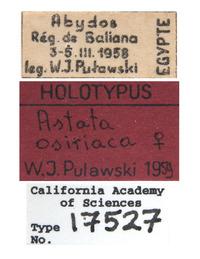 Abydos
Rég. de Baliana
3-5.III.1958
leg. W.J. Puławski
EGYPTE
HOLOTYPUS
Astata
osiriaca ♀
W.J. Pulawski 1959
California Academy
of Sciences
Type
No. 17527